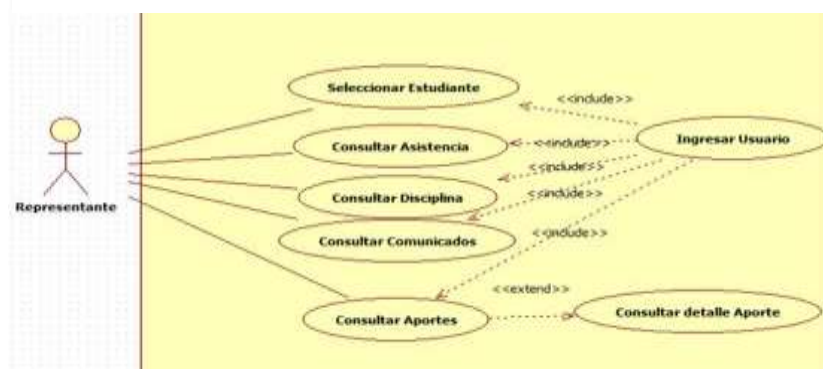 Seleccionar Estudiante
<<include>>
Ingresar Usuario
Consultar Asistencia
<<include>>
<<include>>
Consultar Disciplina
<<include>>
Representante
Consultar Comunicados
<<include>>
<<extend>>
Consultar Aportes
Consultar detalle Aporte